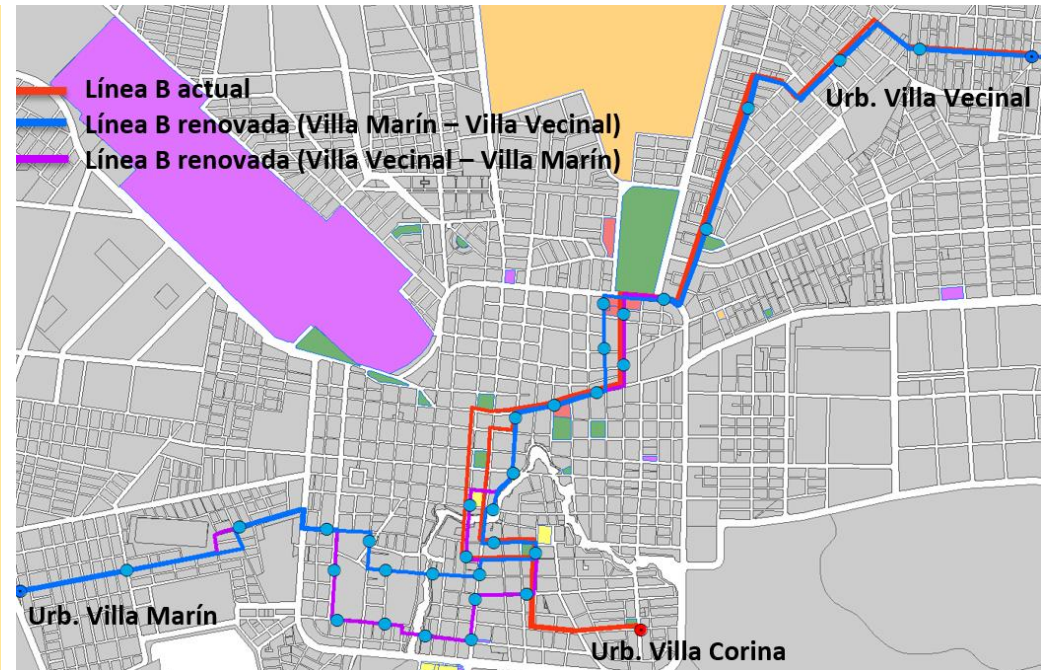 Línea B actual
Línea B renovada (Villa Marín – Villa Vecinal)
Línea B renovada (Villa Vecinal – Villa Marín)
Urb. Villa Vecinal
Urb. Villa Marín
Urb. Villa Corina